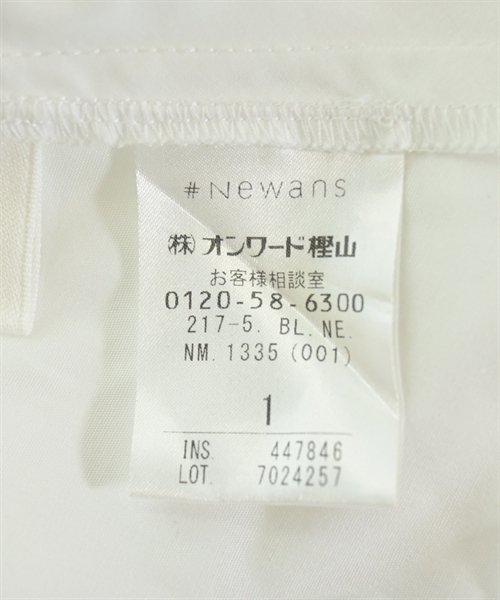 #Newans
㈱オンワード樫山
お客様相談室
0120-58-6300
217-5. BL.NE.
NM.1335(001)
1
INS. 447846
LOT. 7024257